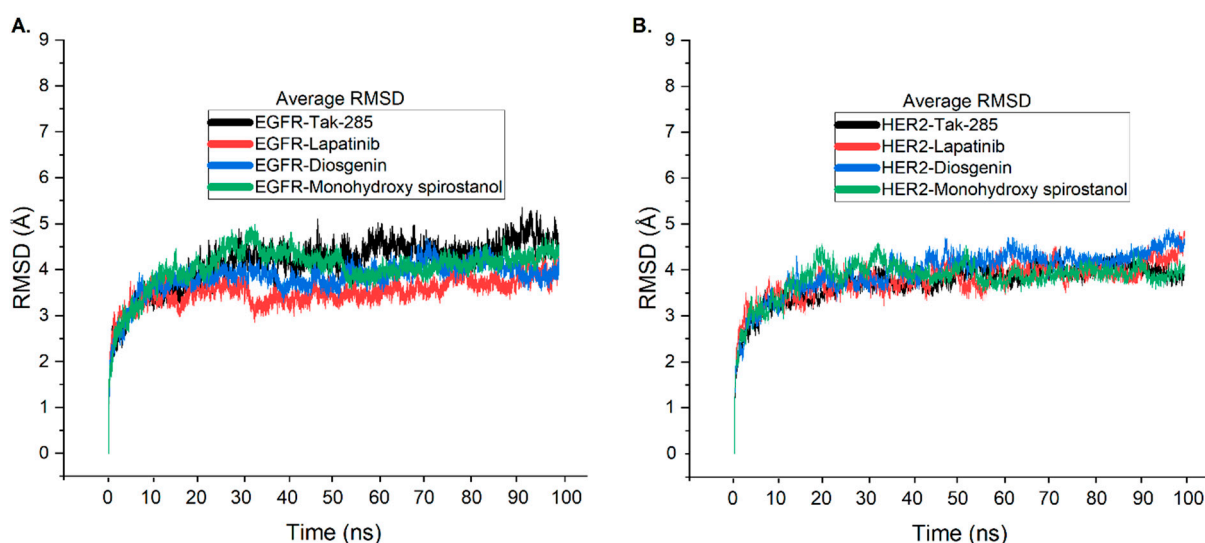 A.
9
8
7
6
5
4
3
2
1
0
RMSD (Å)
Average RMSD
EGFR-Tak-285
EGFR-Lapatinib
EGFR-Diosgenin
EGFR-Monohydroxy spirostanol
0 10 20 30 40 50 60 70 80 90 100
Time (ns)
B.
9
8
7
6
5
4
3
2
1
0
RMSD (Å)
Average RMSD
HER2-Tak-285
HER2-Lapatinib
HER2-Diosgenin
HER2-Monohydroxy spirostanol
0 10 20 30 40 50 60 70 80 90 100
Time (ns)